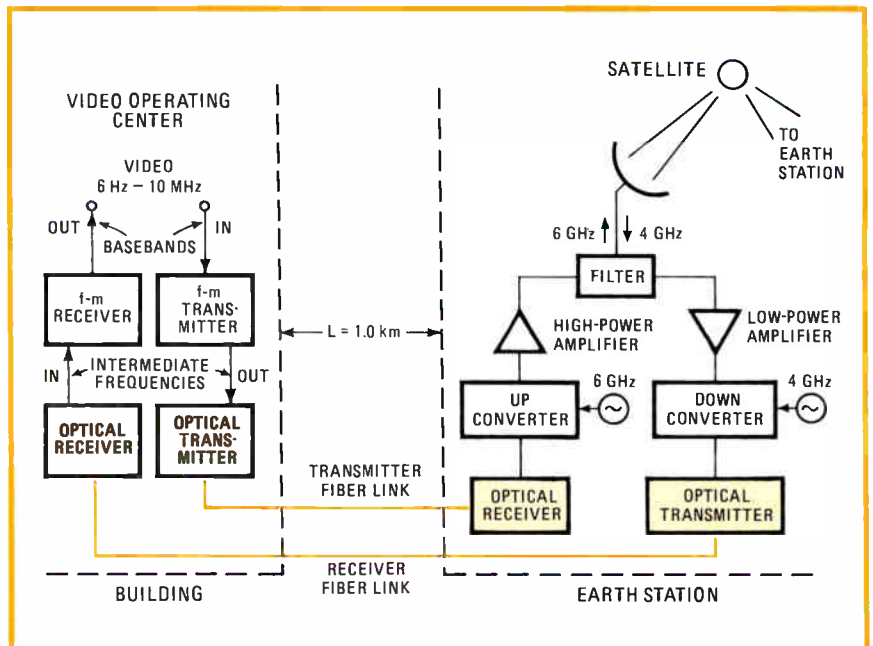 VIDEO OPERATING
CENTER
VIDEO
6 Hz – 10 MHz
OUT
IN
BASEBANDS
f-m
RECEIVER
f-m
TRANS-
MITTER
IN
INTERMEDIATE
FREQUENCIES
OUT
OPTICAL
RECEIVER
OPTICAL
TRANS-
MITTER
BUILDING
L = 1.0 km
TRANSMITTER
FIBER LINK
RECEIVER
FIBER LINK
SATELLITE
TO
EARTH
STATION
6 GHz
4 GHz
FILTER
HIGH-POWER
AMPLIFIER
LOW-POWER
AMPLIFIER
UP
CONVERTER
6 GHz
DOWN
CONVERTER
4 GHz
OPTICAL
RECEIVER
OPTICAL
TRANSMITTER
EARTH STATION